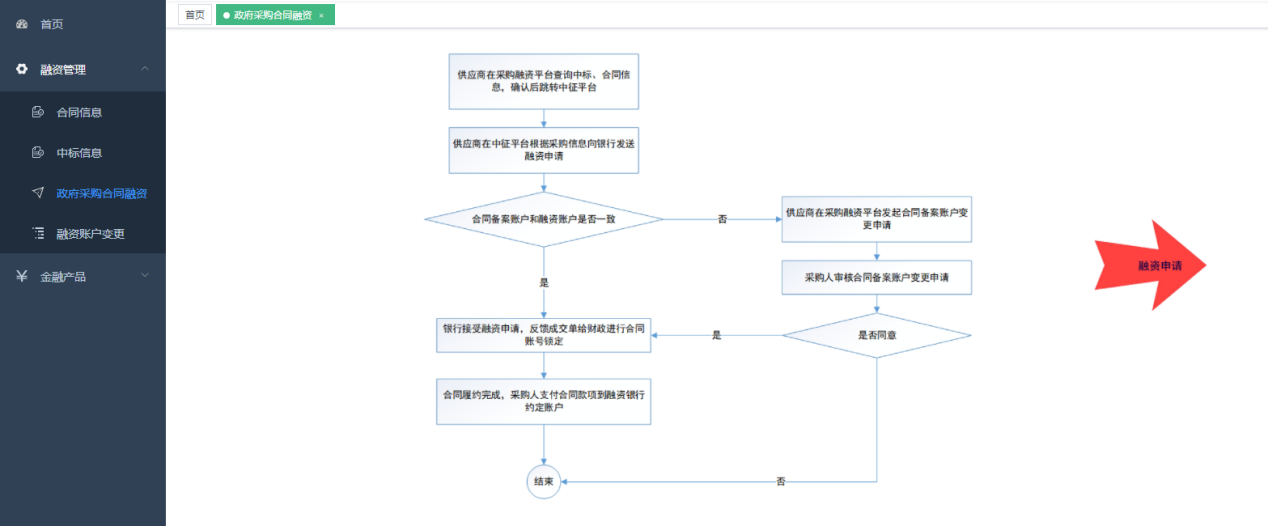 首页
融资管理
合同信息
中标信息
政府采购合同融资
融资账户变更
金融产品
首页
政府采购合同融资 ×
供应商在采购融资平台查询中标、合同信
息，确认后跳转中征平台
供应商在中征平台根据采购信息向银行发送
融资申请
合同备案账户和融资账户是否一致
否
供应商在采购融资平台发起合同备案账户变
更申请
采购人审核合同备案账户变更申请
融资申请
是
银行接受融资申请，反馈成交单给财政进行合同
账号锁定
是
是否同意
合同履约完成，采购人支付合同款项到融资银行
约定账户
结束
否